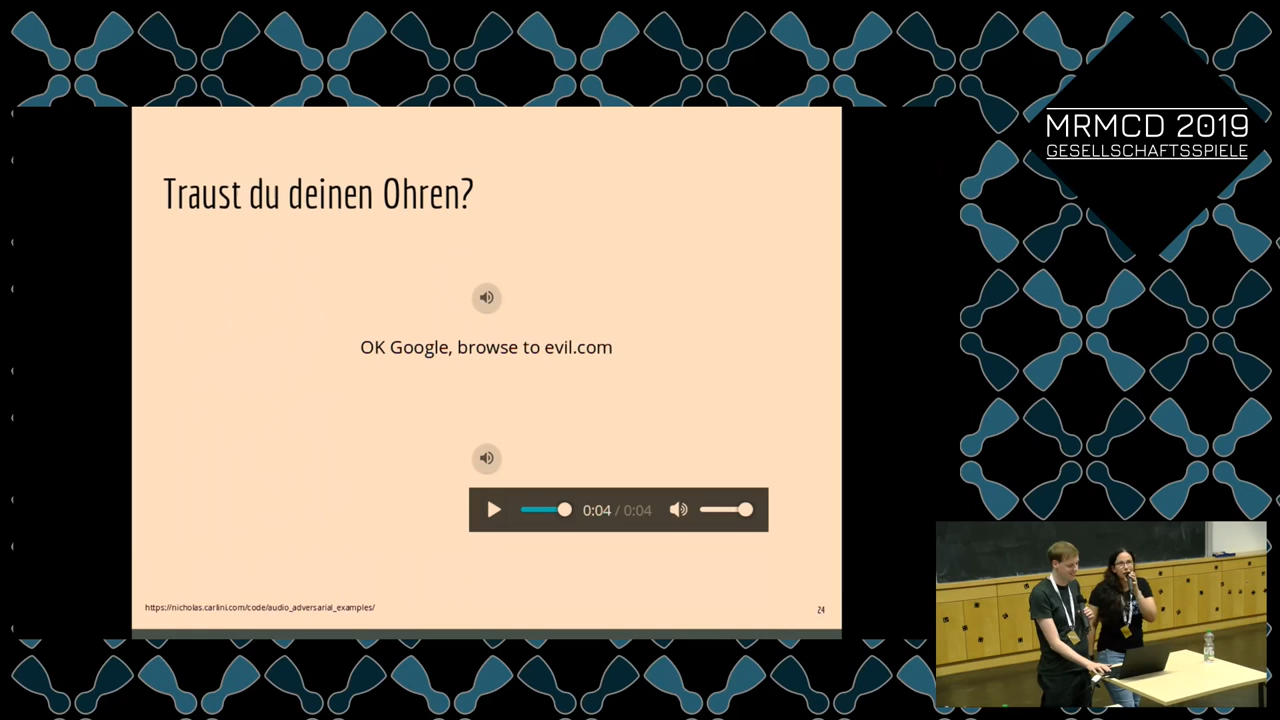 MRMCD 2019
GESELLSCHAFTSSPIELE
Traust du deinen Ohren?
OK Google, browse to evil.com
0:04 / 0:04
https://nicholas.carlini.com/code/audio_adversarial_examples/
24